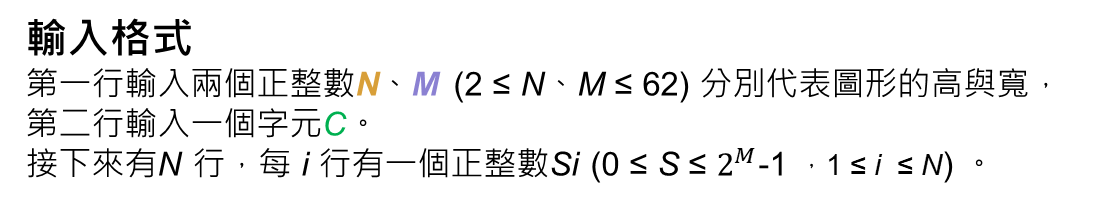 輸入格式
第一行輸入兩個正整數N、M (2 ≤ N、M ≤ 62) 分別代表圖形的高與寬，
第二行輸入一個字元C。
接下來有N 行，每 i 行有一個正整數Si (0 ≤ S ≤ 2^M-1 ，1 ≤ i ≤ N) 。